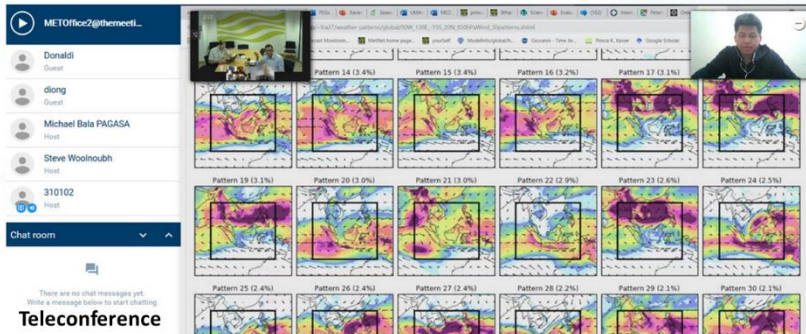 METOffice2@themeeti...
Donaldi
Guest
diong
Guest
Michael Bala PAGASA
Host
Steve Woolnoubh
Host
310102
Host
Chat room
There are no chat messages yet.
Write a message below to start chatting.
Teleconference
Pattern 14 (3.4%)
Pattern 15 (3.4%)
Pattern 16 (3.2%)
Pattern 17 (3.1%)
Pattern 19 (3.1%)
Pattern 20 (3.0%)
Pattern 21 (3.0%)
Pattern 22 (2.9%)
Pattern 23 (2.6%)
Pattern 24 (2.5%)
Pattern 25 (2.4%)
Pattern 26 (2.4%)
Pattern 27 (2.4%)
Pattern 28 (2.2%)
Pattern 29 (2.1%)
Pattern 30 (2.1%)